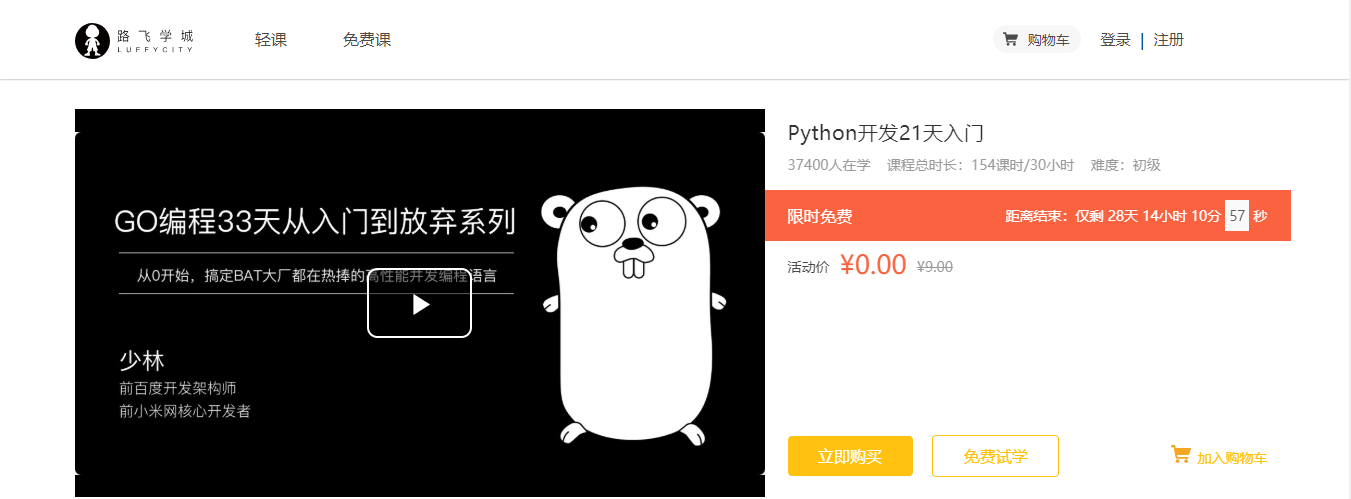 路飞学城
LUFFYCITY
轻课 免费课 购物车 登录 | 注册
GO编程33天从入门到放弃系列
从0开始，搞定BAT大厂都在热捧的高性能并发编程语言
少林
前百度开发架构师
前小米网核心开发者
Python开发21天入门
37400人在学 课程总时长：154课时/30小时 难度：初级
限时免费 距离结束：仅剩 28天 14小时 10分 57 秒
活动价 ¥0.00 ¥9.00
立即购买 免费试学 加入购物车